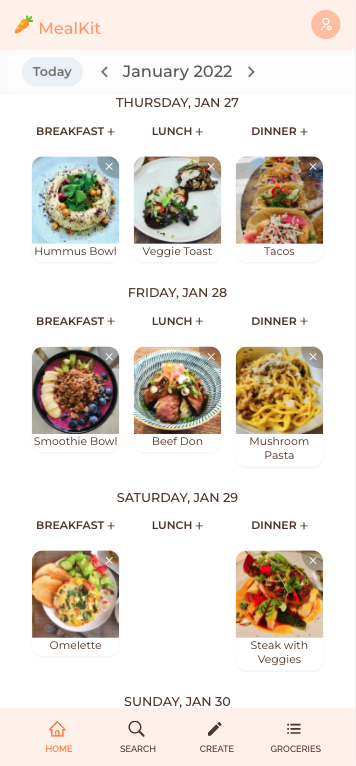 MealKit
Today January 2022
THURSDAY, JAN 27
BREAKFAST + LUNCH + DINNER +
Hummus Bowl Veggie Toast Tacos
FRIDAY, JAN 28
BREAKFAST + LUNCH + DINNER +
Smoothie Bowl Beef Don Mushroom
Pasta
SATURDAY, JAN 29
BREAKFAST + LUNCH + DINNER +
Omelette Steak with
Veggies
SUNDAY, JAN 30
HOME SEARCH CREATE GROCERIES